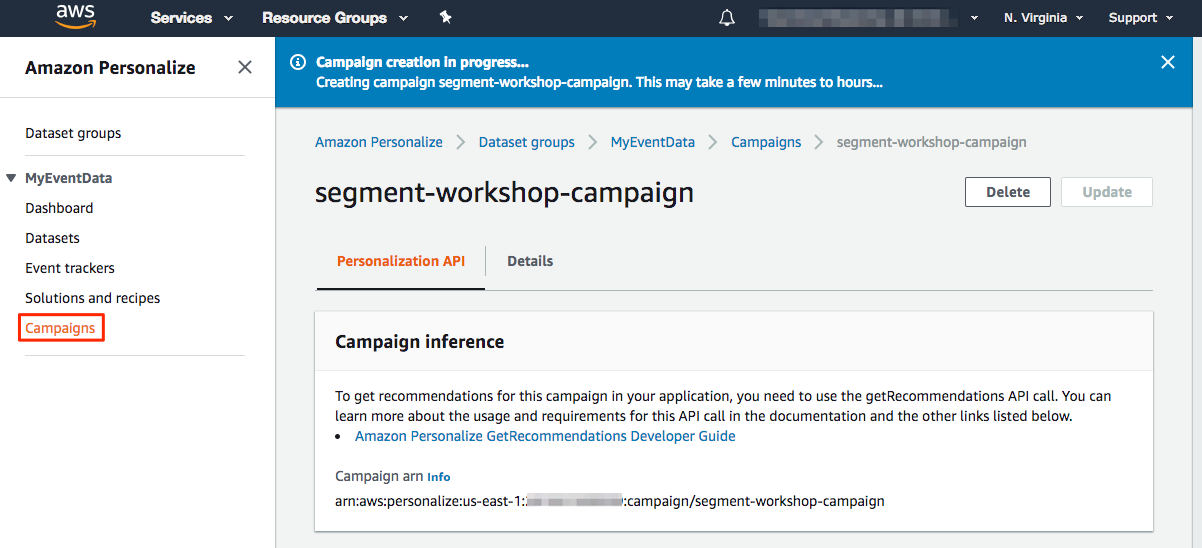 aws
Services
Resource Groups
N. Virginia
Support
Amazon Personalize
Dataset groups
MyEventData
Dashboard
Datasets
Event trackers
Solutions and recipes
Campaigns
Campaign creation in progress...
Creating campaign segment-workshop-campaign. This may take a few minutes to hours...
Amazon Personalize > Dataset groups > MyEventData > Campaigns > segment-workshop-campaign
segment-workshop-campaign
Delete
Update
Personalization API
Details
Campaign inference
To get recommendations for this campaign in your application, you need to use the getRecommendations API call. You can
learn more about the usage and requirements for this API call in the documentation and the other links listed below.
• Amazon Personalize GetRecommendations Developer Guide
Campaign arn Info
arn:aws:personalize:us-east-1: :campaign/segment-workshop-campaign